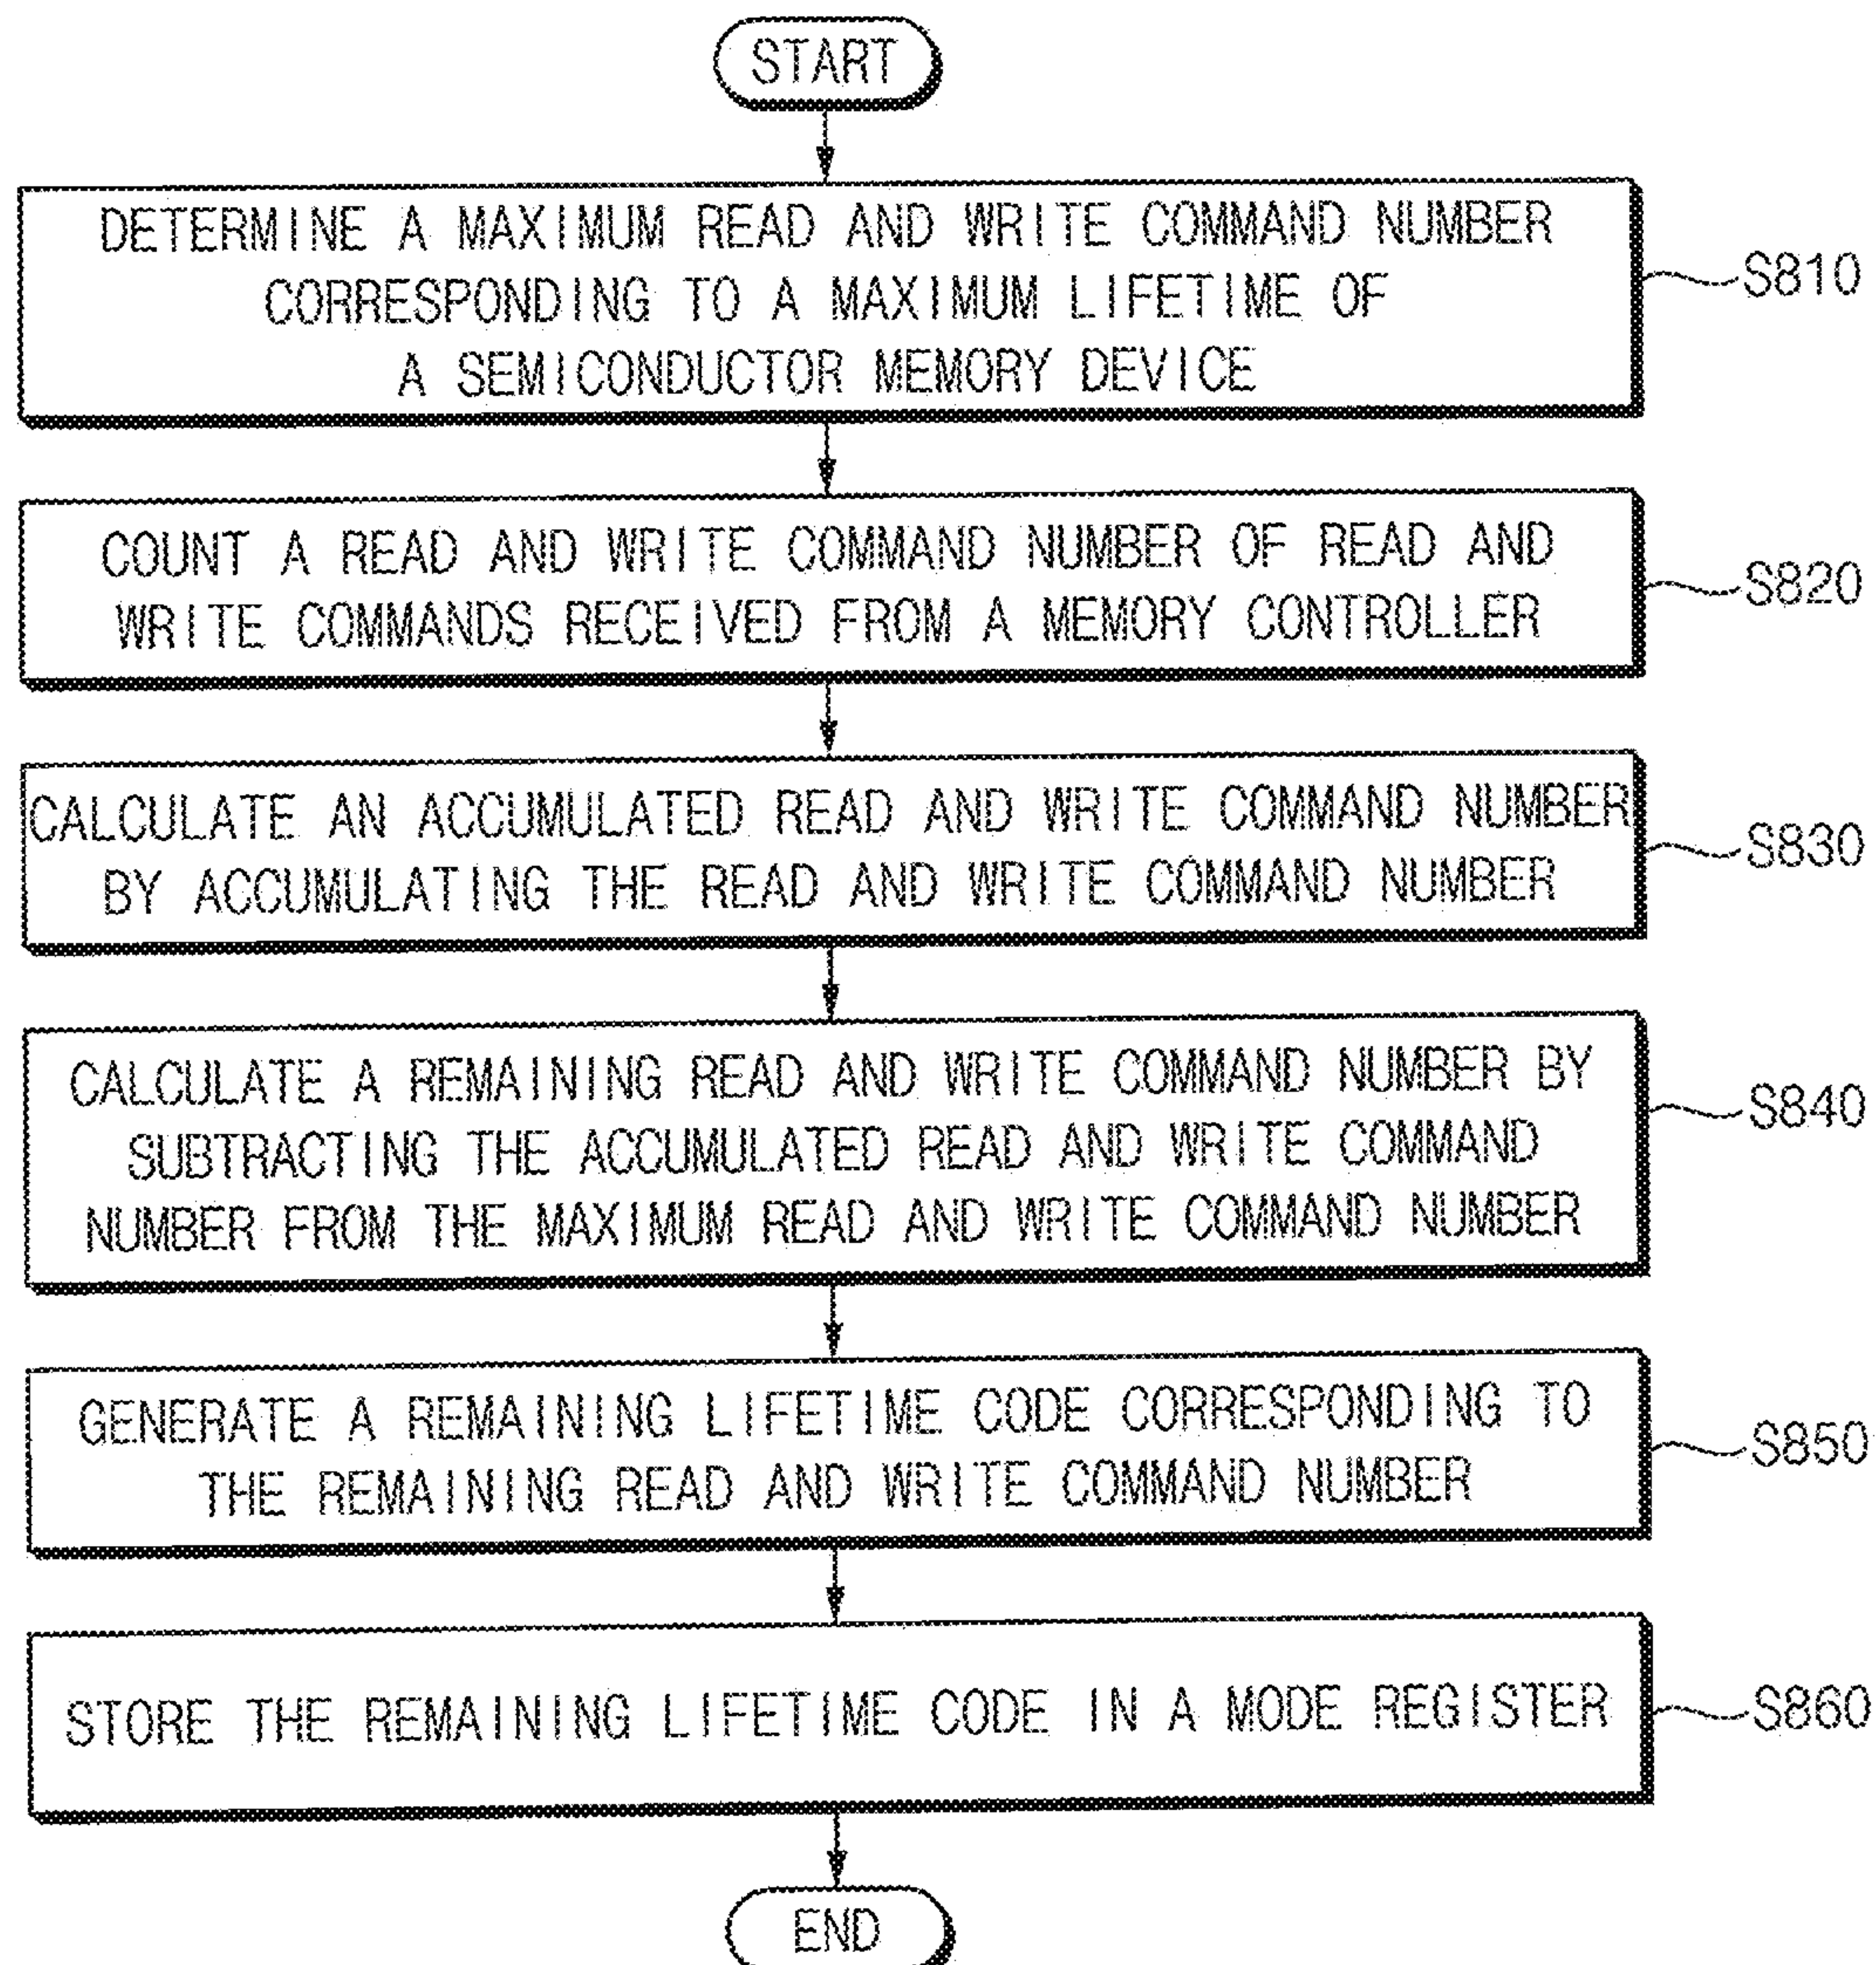 START
DETERMINE A MAXIMUM READ AND WRITE COMMAND NUMBER
CORRESPONDING TO A MAXIMUM LIFETIME OF
A SEMICONDUCTOR MEMORY DEVICE
S810
COUNT A READ AND WRITE COMMAND NUMBER OF READ AND
WRITE COMMANDS RECEIVED FROM A MEMORY CONTROLLER
S820
CALCULATE AN ACCUMULATED READ AND WRITE COMMAND NUMBER
BY ACCUMULATING THE READ AND WRITE COMMAND NUMBER
S830
CALCULATE A REMAINING READ AND WRITE COMMAND NUMBER BY
SUBTRACTING THE ACCUMULATED READ AND WRITE COMMAND
NUMBER FROM THE MAXIMUM READ AND WRITE COMMAND NUMBER
S840
GENERATE A REMAINING LIFETIME CODE CORRESPONDING TO
THE REMAINING READ AND WRITE COMMAND NUMBER
S850
STORE THE REMAINING LIFETIME CODE IN A MODE REGISTER
S860
END